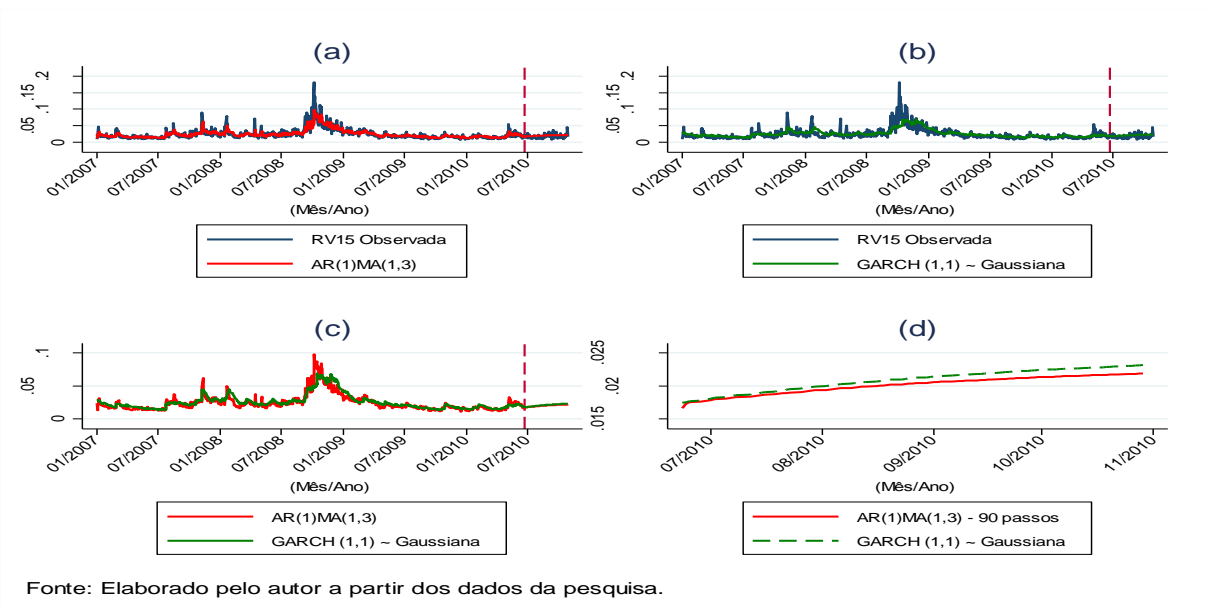 (a)
.2
.15
.1
.05
0
01/2007
07/2007
01/2008
07/2008
01/2009
07/2009
01/2010
07/2010
(Mês/Ano)
RV15 Observada
AR(1)MA(1,3)
(b)
.2
.15
.1
.05
0
01/2007
07/2007
01/2008
07/2008
01/2009
07/2009
01/2010
07/2010
(Mês/Ano)
RV15 Observada
GARCH (1,1) ~ Gaussiana
(c)
.1
.05
0
01/2007
07/2007
01/2008
07/2008
01/2009
07/2009
01/2010
07/2010
(Mês/Ano)
AR(1)MA(1,3)
GARCH (1,1) ~ Gaussiana
(d)
.025
.02
.015
07/2010
08/2010
09/2010
10/2010
11/2010
(Mês/Ano)
AR(1)MA(1,3) - 90 passos
GARCH (1,1) ~ Gaussiana
Fonte: Elaborado pelo autor a partir dos dados da pesquisa.